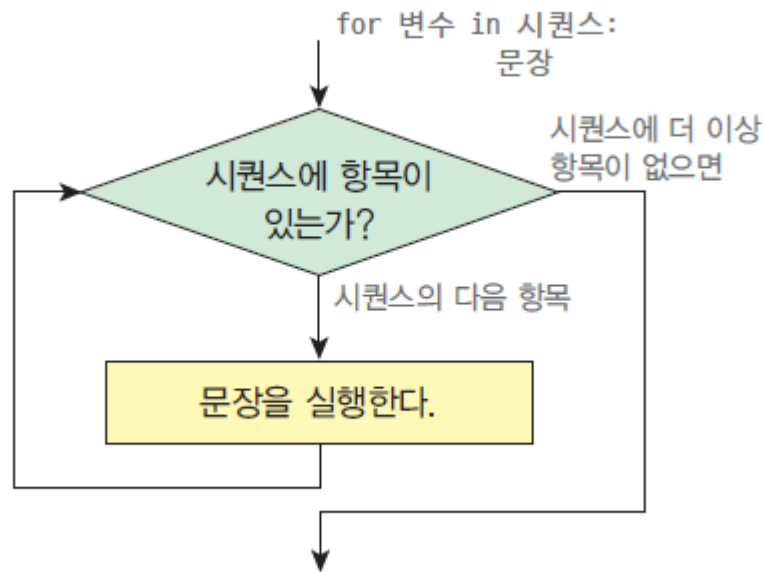 for 변수 in 시퀀스:
문장
시퀀스에 더 이상
항목이 없으면
시퀀스에 항목이
있는가?
시퀀스의 다음 항목
문장을 실행한다.